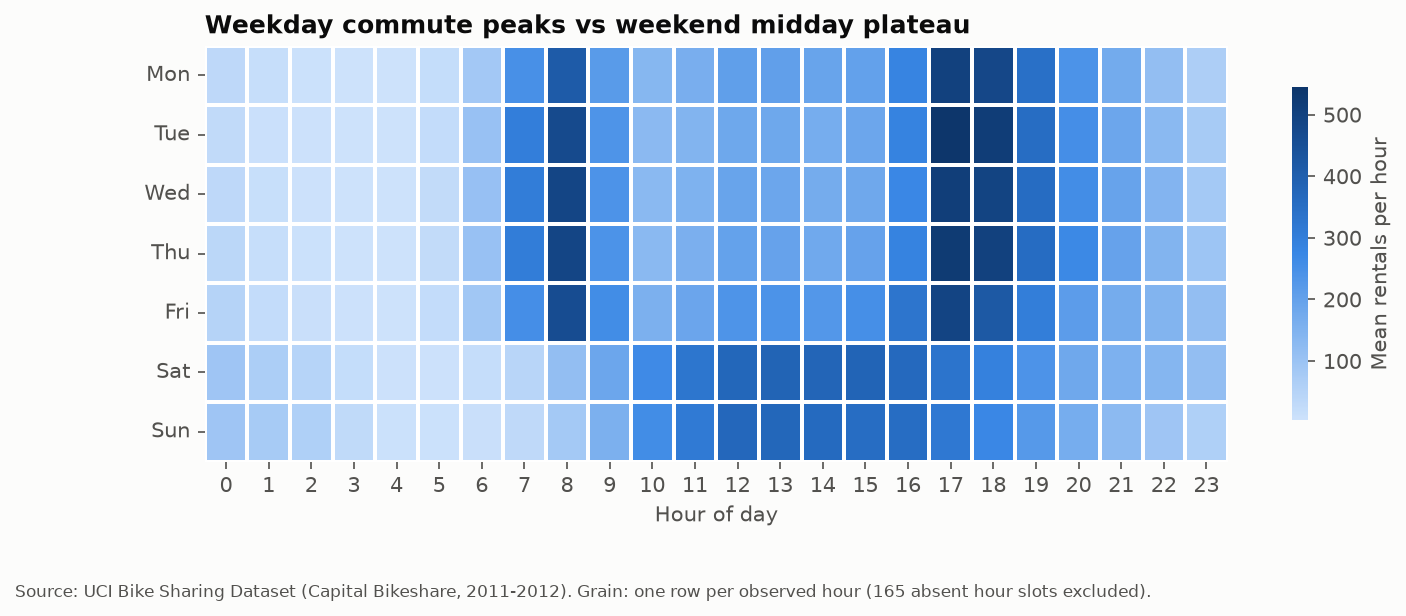 Weekday commute peaks vs weekend midday plateau
Mon
Tue
Wed
Thu
Fri
Sat
Sun
0 1 2 3 4 5 6 7 8 9 10 11 12 13 14 15 16 17 18 19 20 21 22 23
Hour of day
500
400
300
200
100
Mean rentals per hour
Source: UCI Bike Sharing Dataset (Capital Bikeshare, 2011-2012). Grain: one row per observed hour (165 absent hour slots excluded).